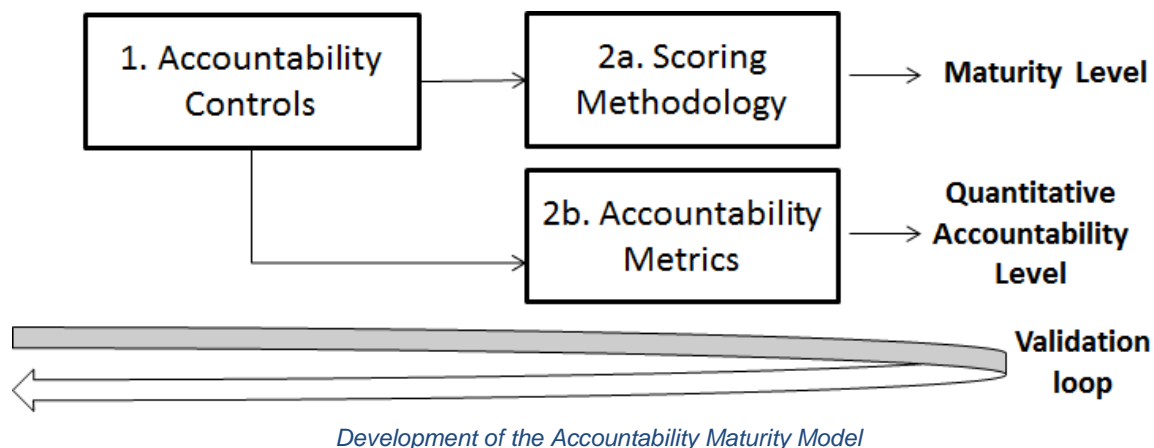 1. Accountability
Controls
2a. Scoring
Methodology
Maturity Level
2b. Accountability
Metrics
Quantitative
Accountability
Level
Validation
loop
Development of the Accountability Maturity Model